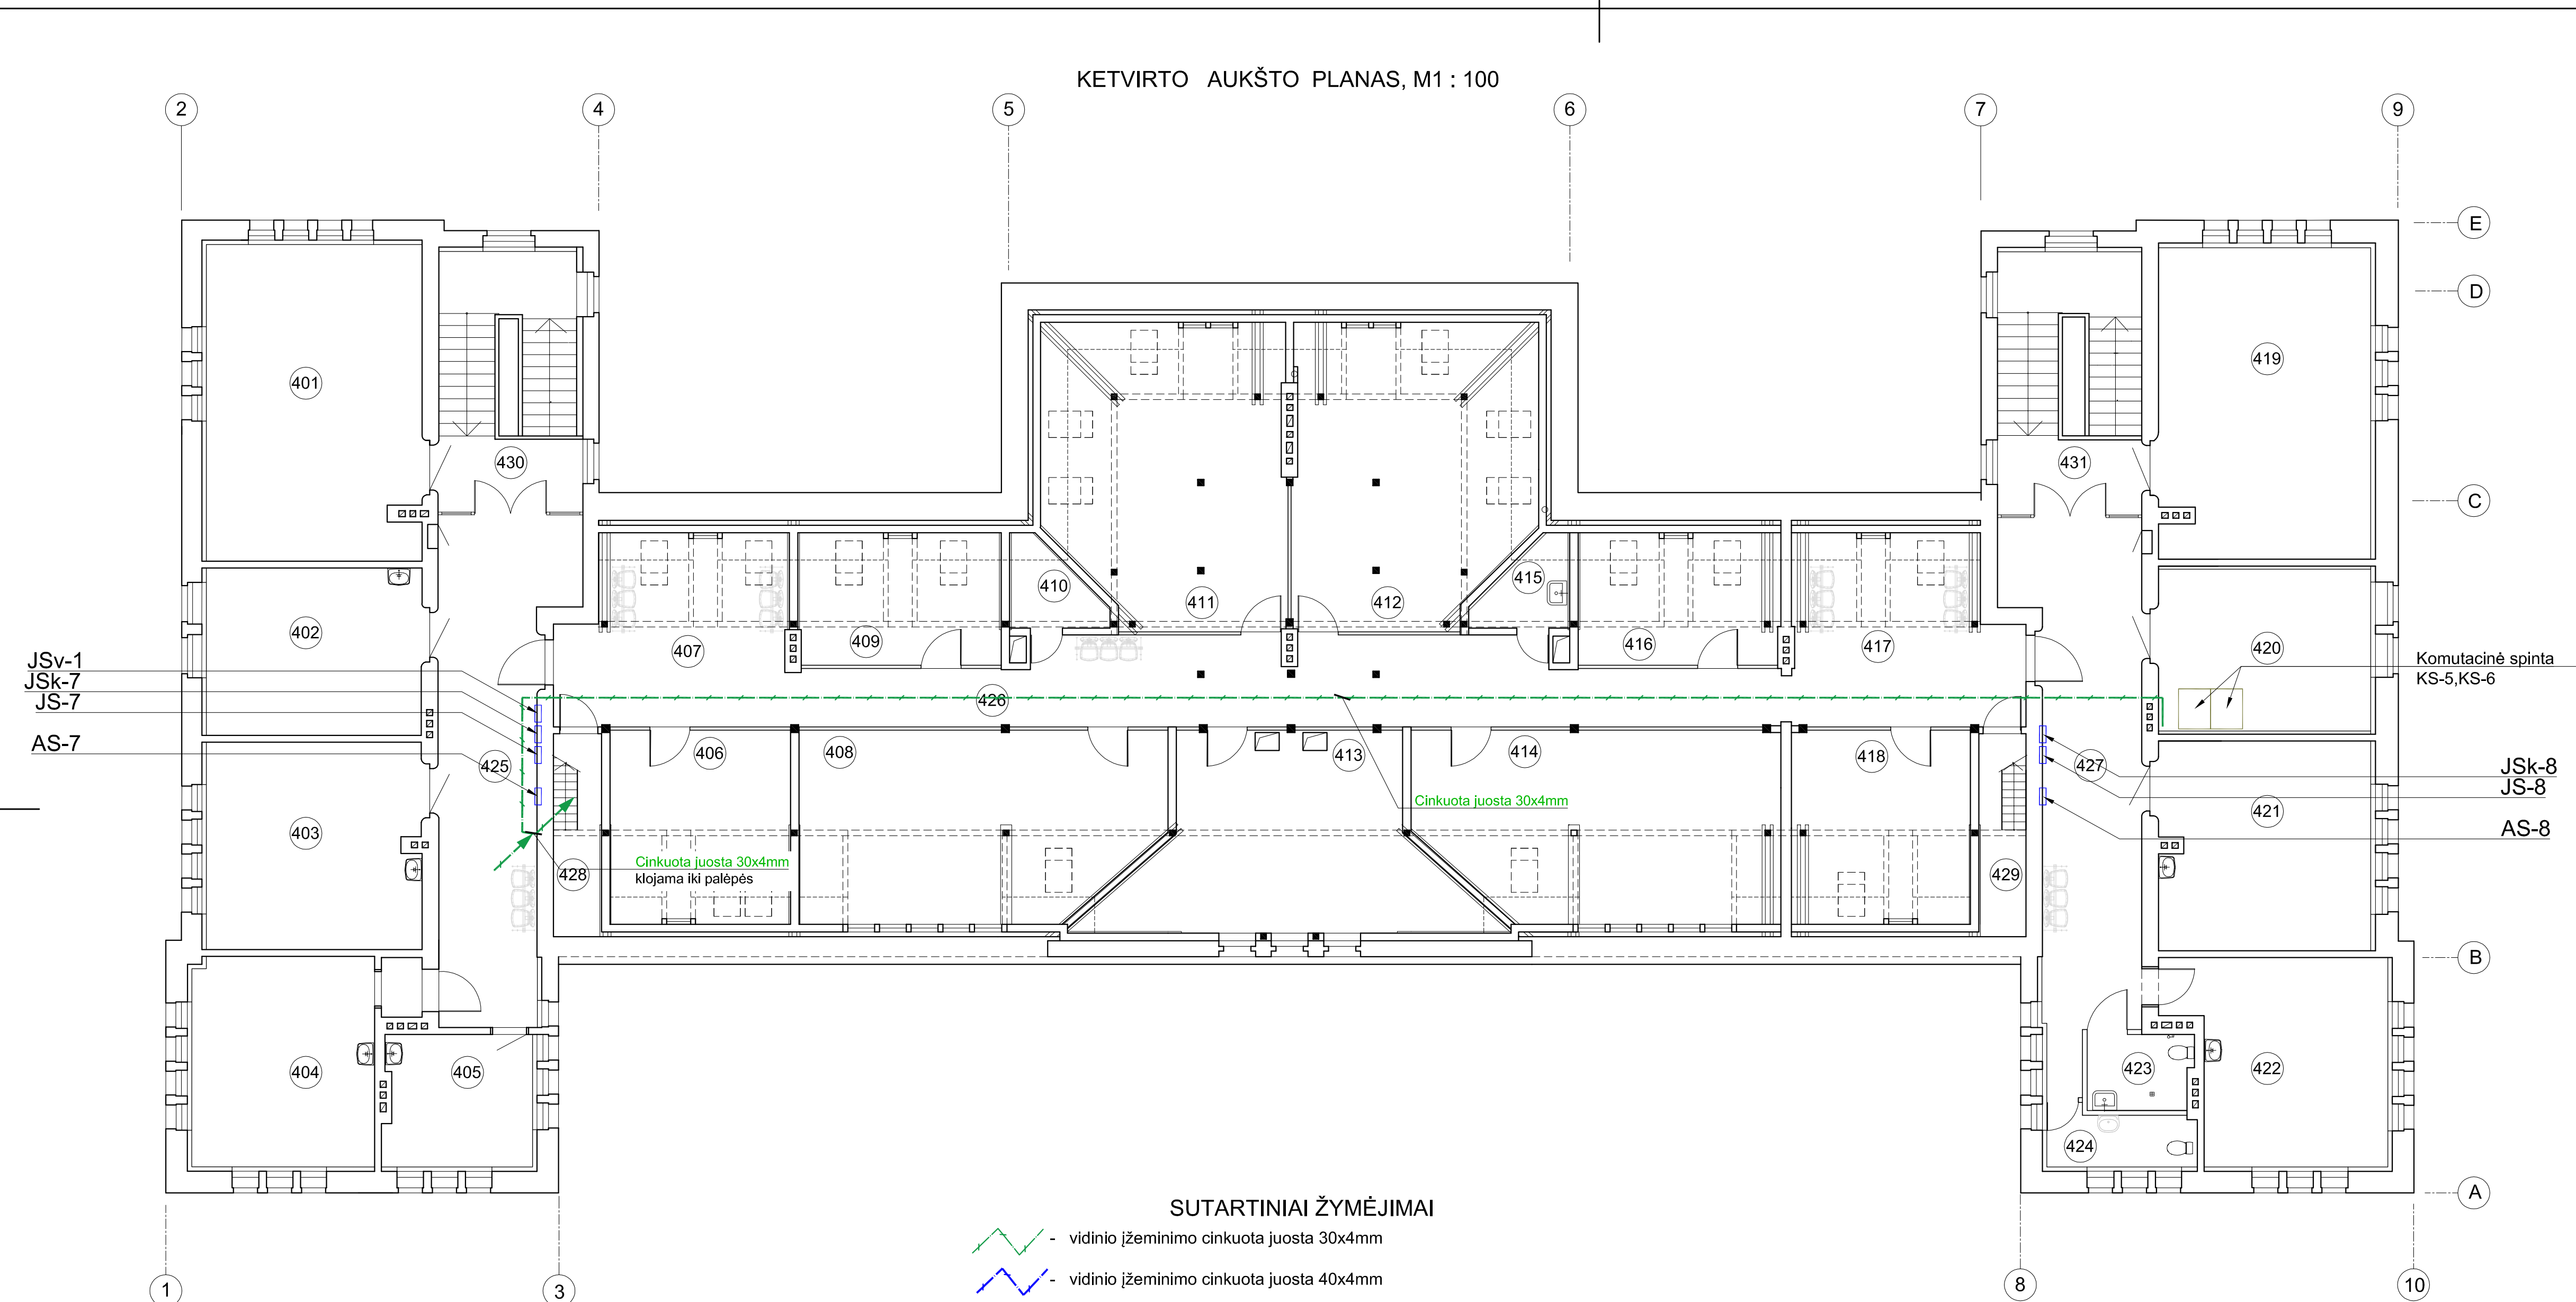 KETVIRTO AUKŠTO PLANAS, M1 : 100
2
4
5
6
7
9
E
D
C
B
A
401
430
402
403
404
405
425
428
407
409
410
411
412
415
416
417
426
406
408
413
414
418
429
431
419
420
427
421
423
422
424
JSv-1
JSk-7
JS-7
AS-7
Cinkuota juosta 30x4mm
klojama iki palėpės
Cinkuota juosta 30x4mm
Komutacinė spinta
KS-5,KS-6
JSk-8
JS-8
AS-8
SUTARTINIAI ŽYMĖJIMAI
- vidinio įžeminimo cinkuota juosta 30x4mm
- vidinio įžeminimo cinkuota juosta 40x4mm
1
3
8
10